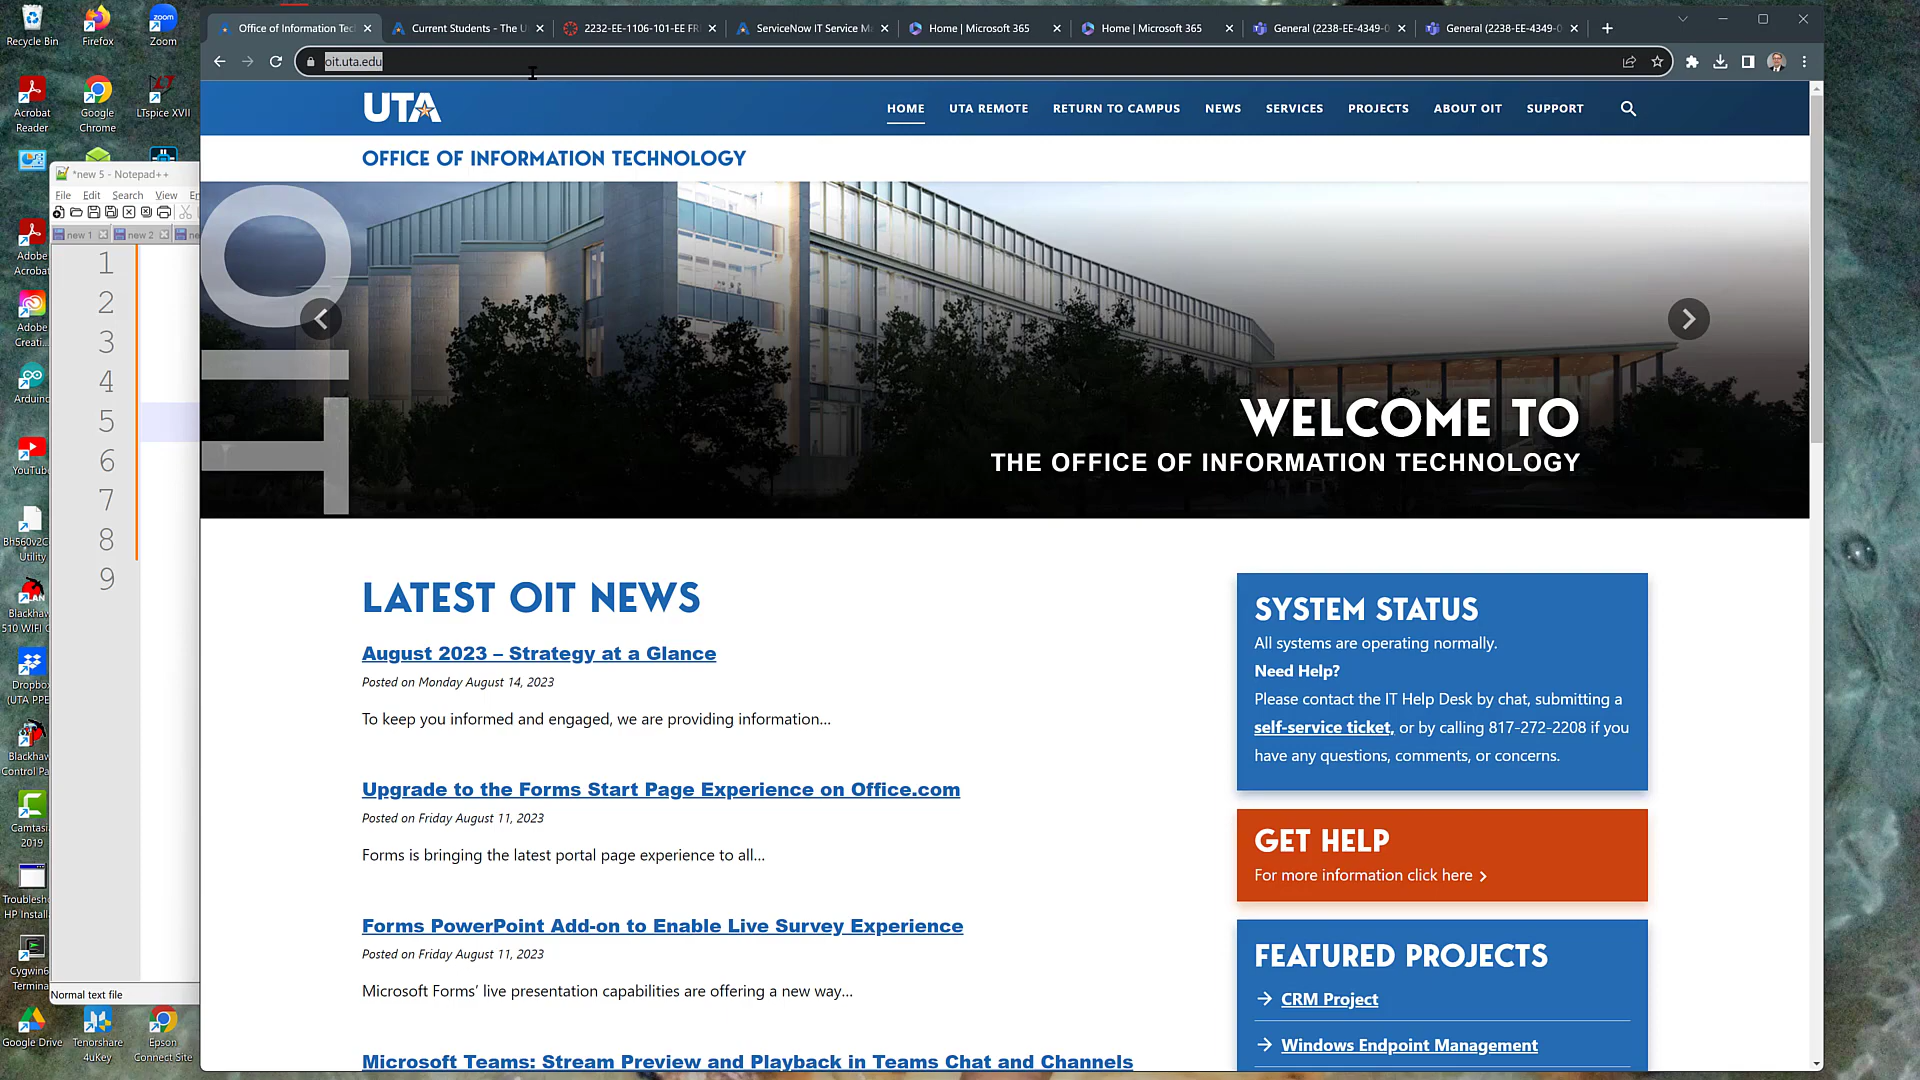 Recycle Bin
Firefox
Zoom
Acrobat
Reader
Google
Chrome
LTspice XVII
Adobe
Acrobat
Adobe
Creati...
Arduino
YouTube
Bh560v2C
Utility
Blackhaw
510 WIFI C
Dropbox
(UTA PPE
Blackhaw
Control Pa
Camtasi
2019
Troublesh
HP Install
Cygwin6
Termina
Google Drive
Tenorshare
4uKey
Epson
Connect Site
*new 5 - Notepad++
File Edit Search View En
new 1 new 2 ne
1
2
3
4
5
6
7
8
9
Normal text file
Office of Information Tec
Current Students - The U
2232-EE-1106-101-EE FR
ServiceNow IT Service M
Home | Microsoft 365
Home | Microsoft 365
General (2238-EE-4349-0
General (2238-EE-4349-0
oit.uta.edu
UTA
HOME UTA REMOTE RETURN TO CAMPUS NEWS SERVICES PROJECTS ABOUT OIT SUPPORT
OFFICE OF INFORMATION TECHNOLOGY
OIT
WELCOME TO
THE OFFICE OF INFORMATION TECHNOLOGY
LATEST OIT NEWS
August 2023 – Strategy at a Glance
Posted on Monday August 14, 2023
To keep you informed and engaged, we are providing information...
Upgrade to the Forms Start Page Experience on Office.com
Posted on Friday August 11, 2023
Forms is bringing the latest portal page experience to all...
Forms PowerPoint Add-on to Enable Live Survey Experience
Posted on Friday August 11, 2023
Microsoft Forms’ live presentation capabilities are offering a new way...
Microsoft Teams: Stream Preview and Playback in Teams Chat and Channels
SYSTEM STATUS
All systems are operating normally.
Need Help?
Please contact the IT Help Desk by chat, submitting a
self-service ticket, or by calling 817-272-2208 if you
have any questions, comments, or concerns.
GET HELP
For more information click here
FEATURED PROJECTS
CRM Project
Windows Endpoint Management